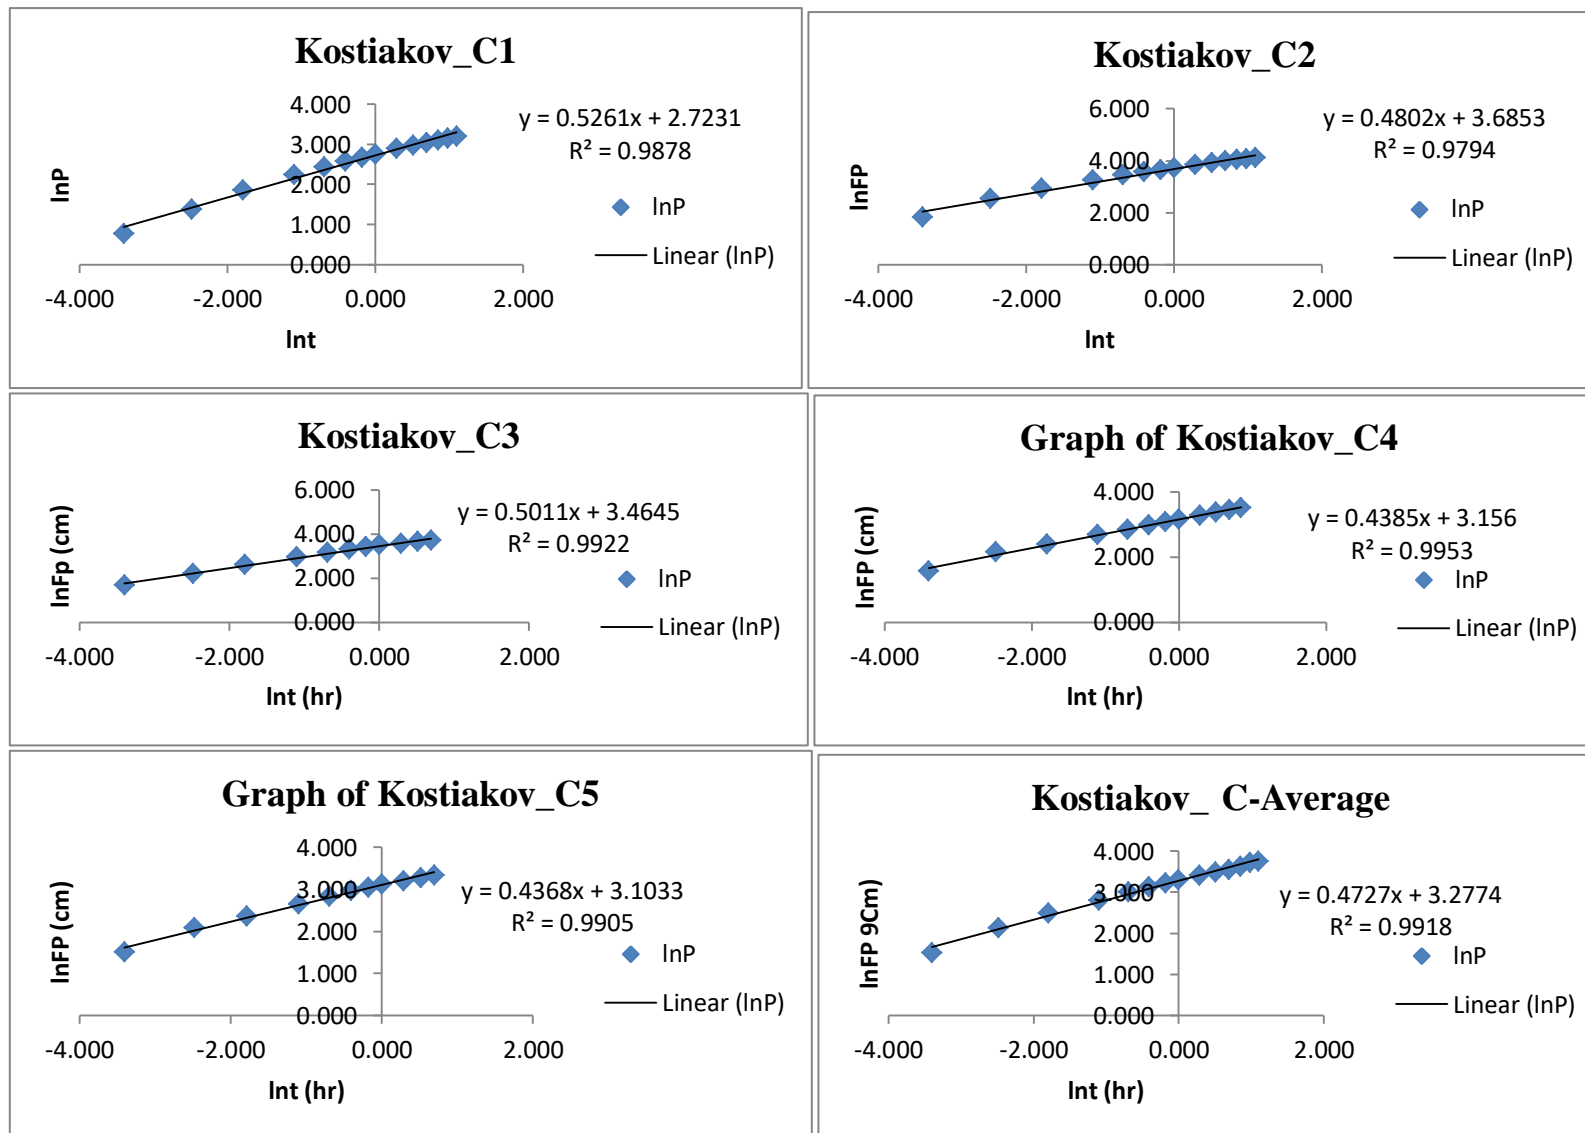 Kostiakov_C1
4.000
3.000
2.000
1.000
0.000
lnP
-4.000 -2.000 0.000 2.000
lnt
y = 0.5261x + 2.7231
R² = 0.9878
lnP
Linear (lnP)
Kostiakov_C2
6.000
4.000
2.000
0.000
lnFP
-4.000 -2.000 0.000 2.000
lnt
y = 0.4802x + 3.6853
R² = 0.9794
lnP
Linear (lnP)
Kostiakov_C3
6.000
4.000
2.000
0.000
lnFp (cm)
-4.000 -2.000 0.000 2.000
lnt (hr)
y = 0.5011x + 3.4645
R² = 0.9922
lnP
Linear (lnP)
Graph of Kostiakov_C4
4.000
2.000
0.000
lnFP (cm)
-4.000 -2.000 0.000 2.000
lnt (hr)
y = 0.4385x + 3.156
R² = 0.9953
lnP
Linear (lnP)
Graph of Kostiakov_C5
4.000
3.000
2.000
1.000
0.000
lnFP (cm)
-4.000 -2.000 0.000 2.000
lnt (hr)
y = 0.4368x + 3.1033
R² = 0.9905
lnP
Linear (lnP)
Kostiakov_ C-Average
4.000
3.000
2.000
1.000
0.000
lnFP 9Cm)
-4.000 -2.000 0.000 2.000
lnt (hr)
y = 0.4727x + 3.2774
R² = 0.9918
lnP
Linear (lnP)